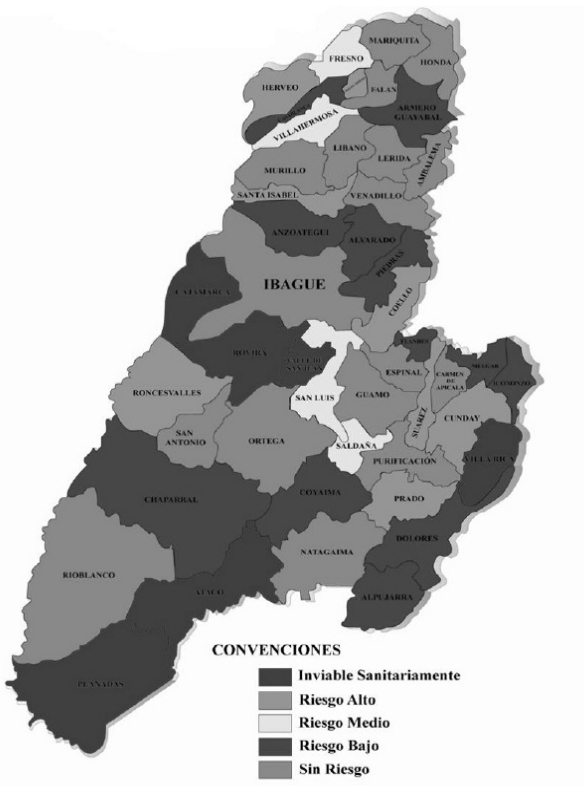 FRESNO
MARIQUITA
HONDA
HERVEO
FALAN
ARMERO
GUAYABAL
VILLAHERMOSA
LIBANO
LERIDA
AMBALEMA
MURILLO
SANTA ISABEL
VENADILLO
ANZOATEGUI
ALVARADO
PIEDRAS
IBAGUE
CAJAMARCA
COELLO
ROVIRA
VALLE DE
SAN JUAN
FLANDES
ESPINAL
CARMEN
DE
APICALA
MELGAR
ICONONZO
RONCESVALLES
SAN LUIS
GUAMO
SUAREZ
CUNDAY
SAN
ANTONIO
ORTEGA
SALDAÑA
PURIFICACIÓN
VILLARICA
CHAPARRAL
COYAIMA
PRADO
DOLORES
NATAGAIMA
RIOBLANCO
ATACO
ALPUJARRA
PLANADAS
CONVENCIONES
Inviable Sanitariamente
Riesgo Alto
Riesgo Medio
Riesgo Bajo
Sin Riesgo